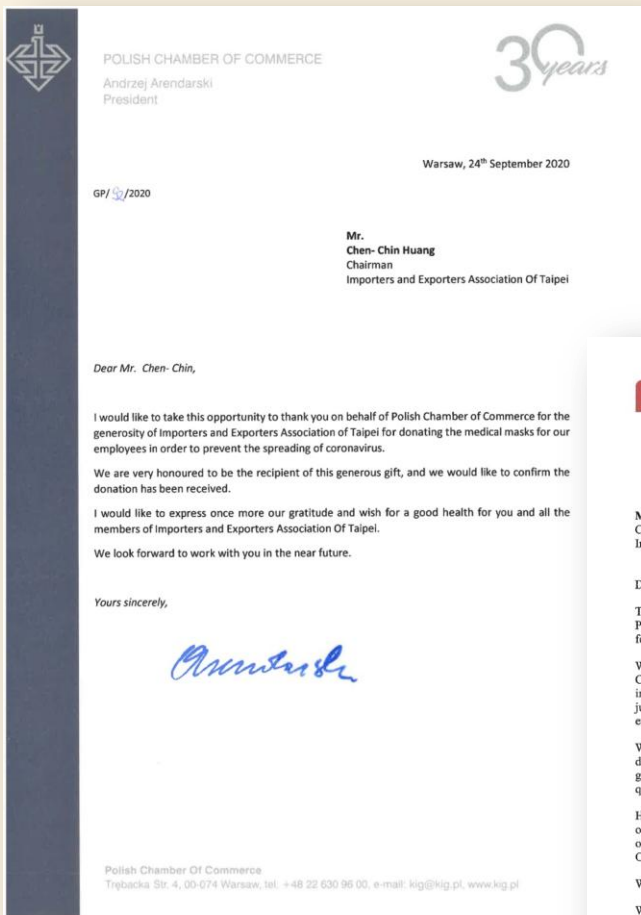 POLISH CHAMBER OF COMMERCE
Andrzej Arendarski
President
30 years
Warsaw, 24th September 2020
GP/92/2020
Mr.
Chen- Chin Huang
Chairman
Importers and Exporters Association Of Taipei
Dear Mr. Chen- Chin,
I would like to take this opportunity to thank you on behalf of Polish Chamber of Commerce for the
generosity of Importers and Exporters Association of Taipei for donating the medical masks for our
employees in order to prevent the spreading of coronavirus.
We are very honoured to be the recipient of this generous gift, and we would like to confirm the
donation has been received.
I would like to express once more our gratitude and wish for a good health for you and all the
members of Importers and Exporters Association Of Taipei.
We look forward to work with you in the near future.
Yours sincerely,
Arendarski
Polish Chamber Of Commerce
Trębacka Str. 4, 00-074 Warsaw, tel: +48 22 630 96 00, e-mail: kig@kig.pl, www.kig.pl